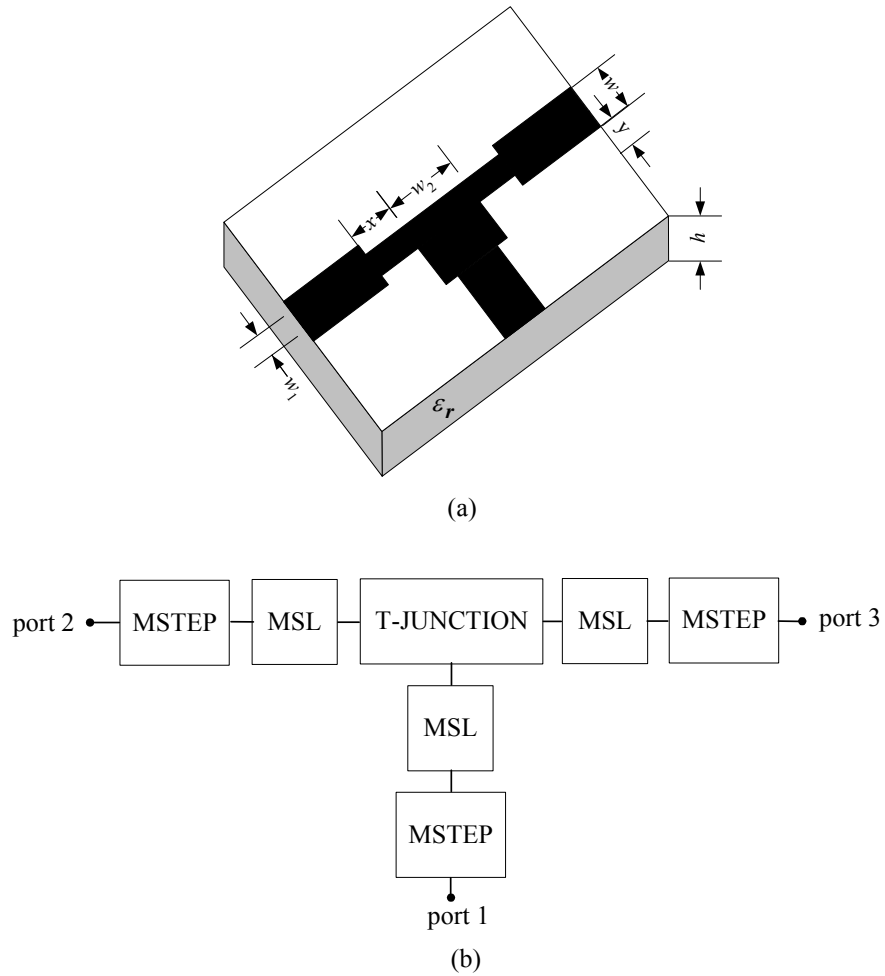 w
y
w₂
x
h
w₁
εᵣ
(a)
port 2
MSTEP
MSL
T-JUNCTION
MSL
MSTEP
port 3
MSL
MSTEP
port 1
(b)